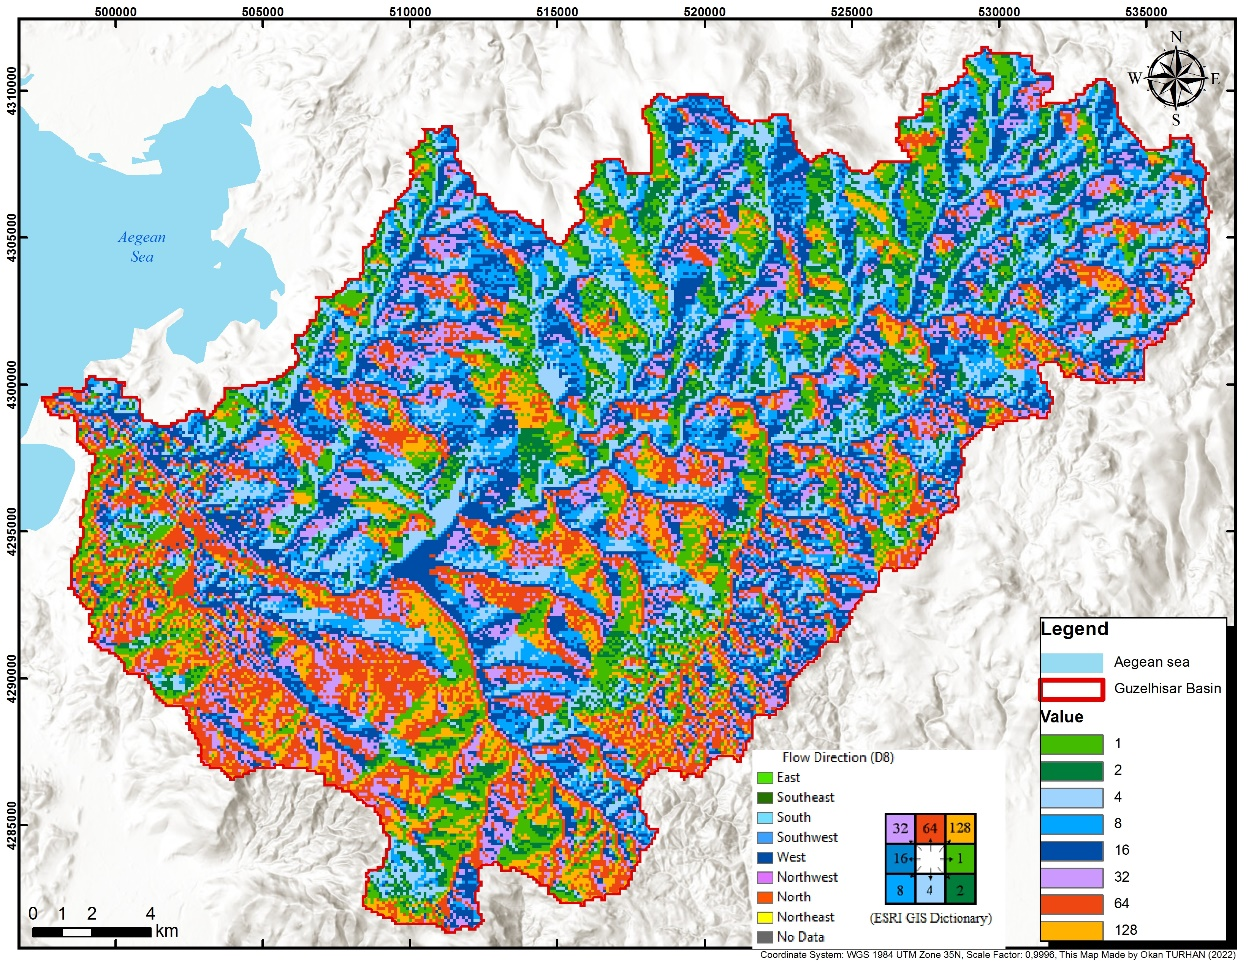 500000 505000 510000 515000 520000 525000 530000 535000
4310000
4305000
4300000
4295000
4290000
4285000
N
W E
S
Aegean
Sea
Legend
Aegean sea
Guzelhisar Basin
Value
1
2
4
8
16
32
64
128
Flow Direction (D8)
East
Southeast
South
Southwest
West
Northwest
North
Northeast
No Data
32 64 128
16 1
8 4 2
(ESRI GIS Dictionary)
0 1 2 4
km
Coordinate System: WGS 1984 UTM Zone 35N, Scale Factor: 0,9996, This Map Made by Okan TURHAN (2022)